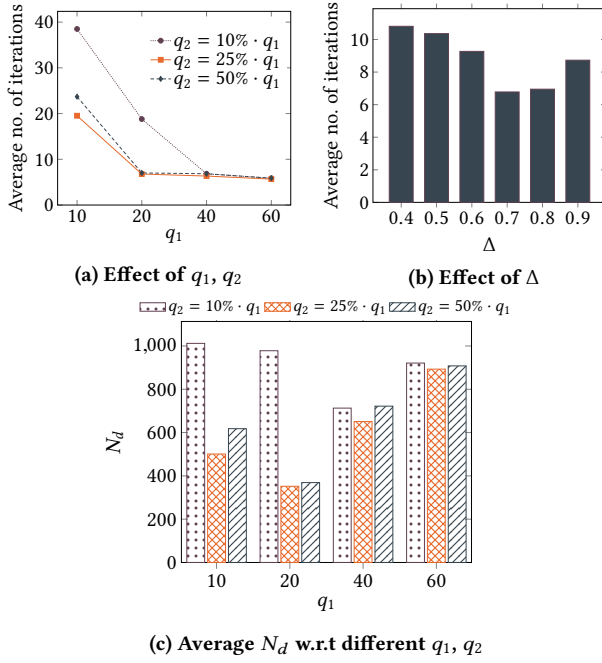 Average no. of iterations
40
30
20
10
0
q₂ = 10% · q₁
q₂ = 25% · q₁
q₂ = 50% · q₁
10 20 40 60
q₁
(a) Effect of q₁, q₂
Average no. of iterations
10
8
6
4
2
0
0.4 0.5 0.6 0.7 0.8 0.9
Δ
(b) Effect of Δ
q₂ = 10% · q₁ q₂ = 25% · q₁ q₂ = 50% · q₁
N_d
1,000
800
600
400
200
0
10 20 40 60
q₁
(c) Average N_d w.r.t different q₁, q₂